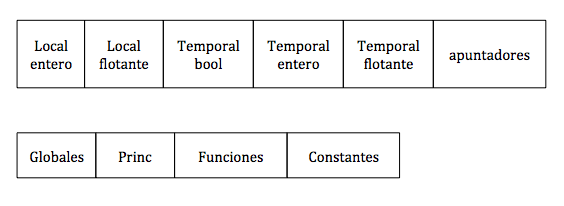 Local Local Temporal Temporal Temporal apuntadores
entero flotante bool entero flotante
Globales Princ Funciones Constantes